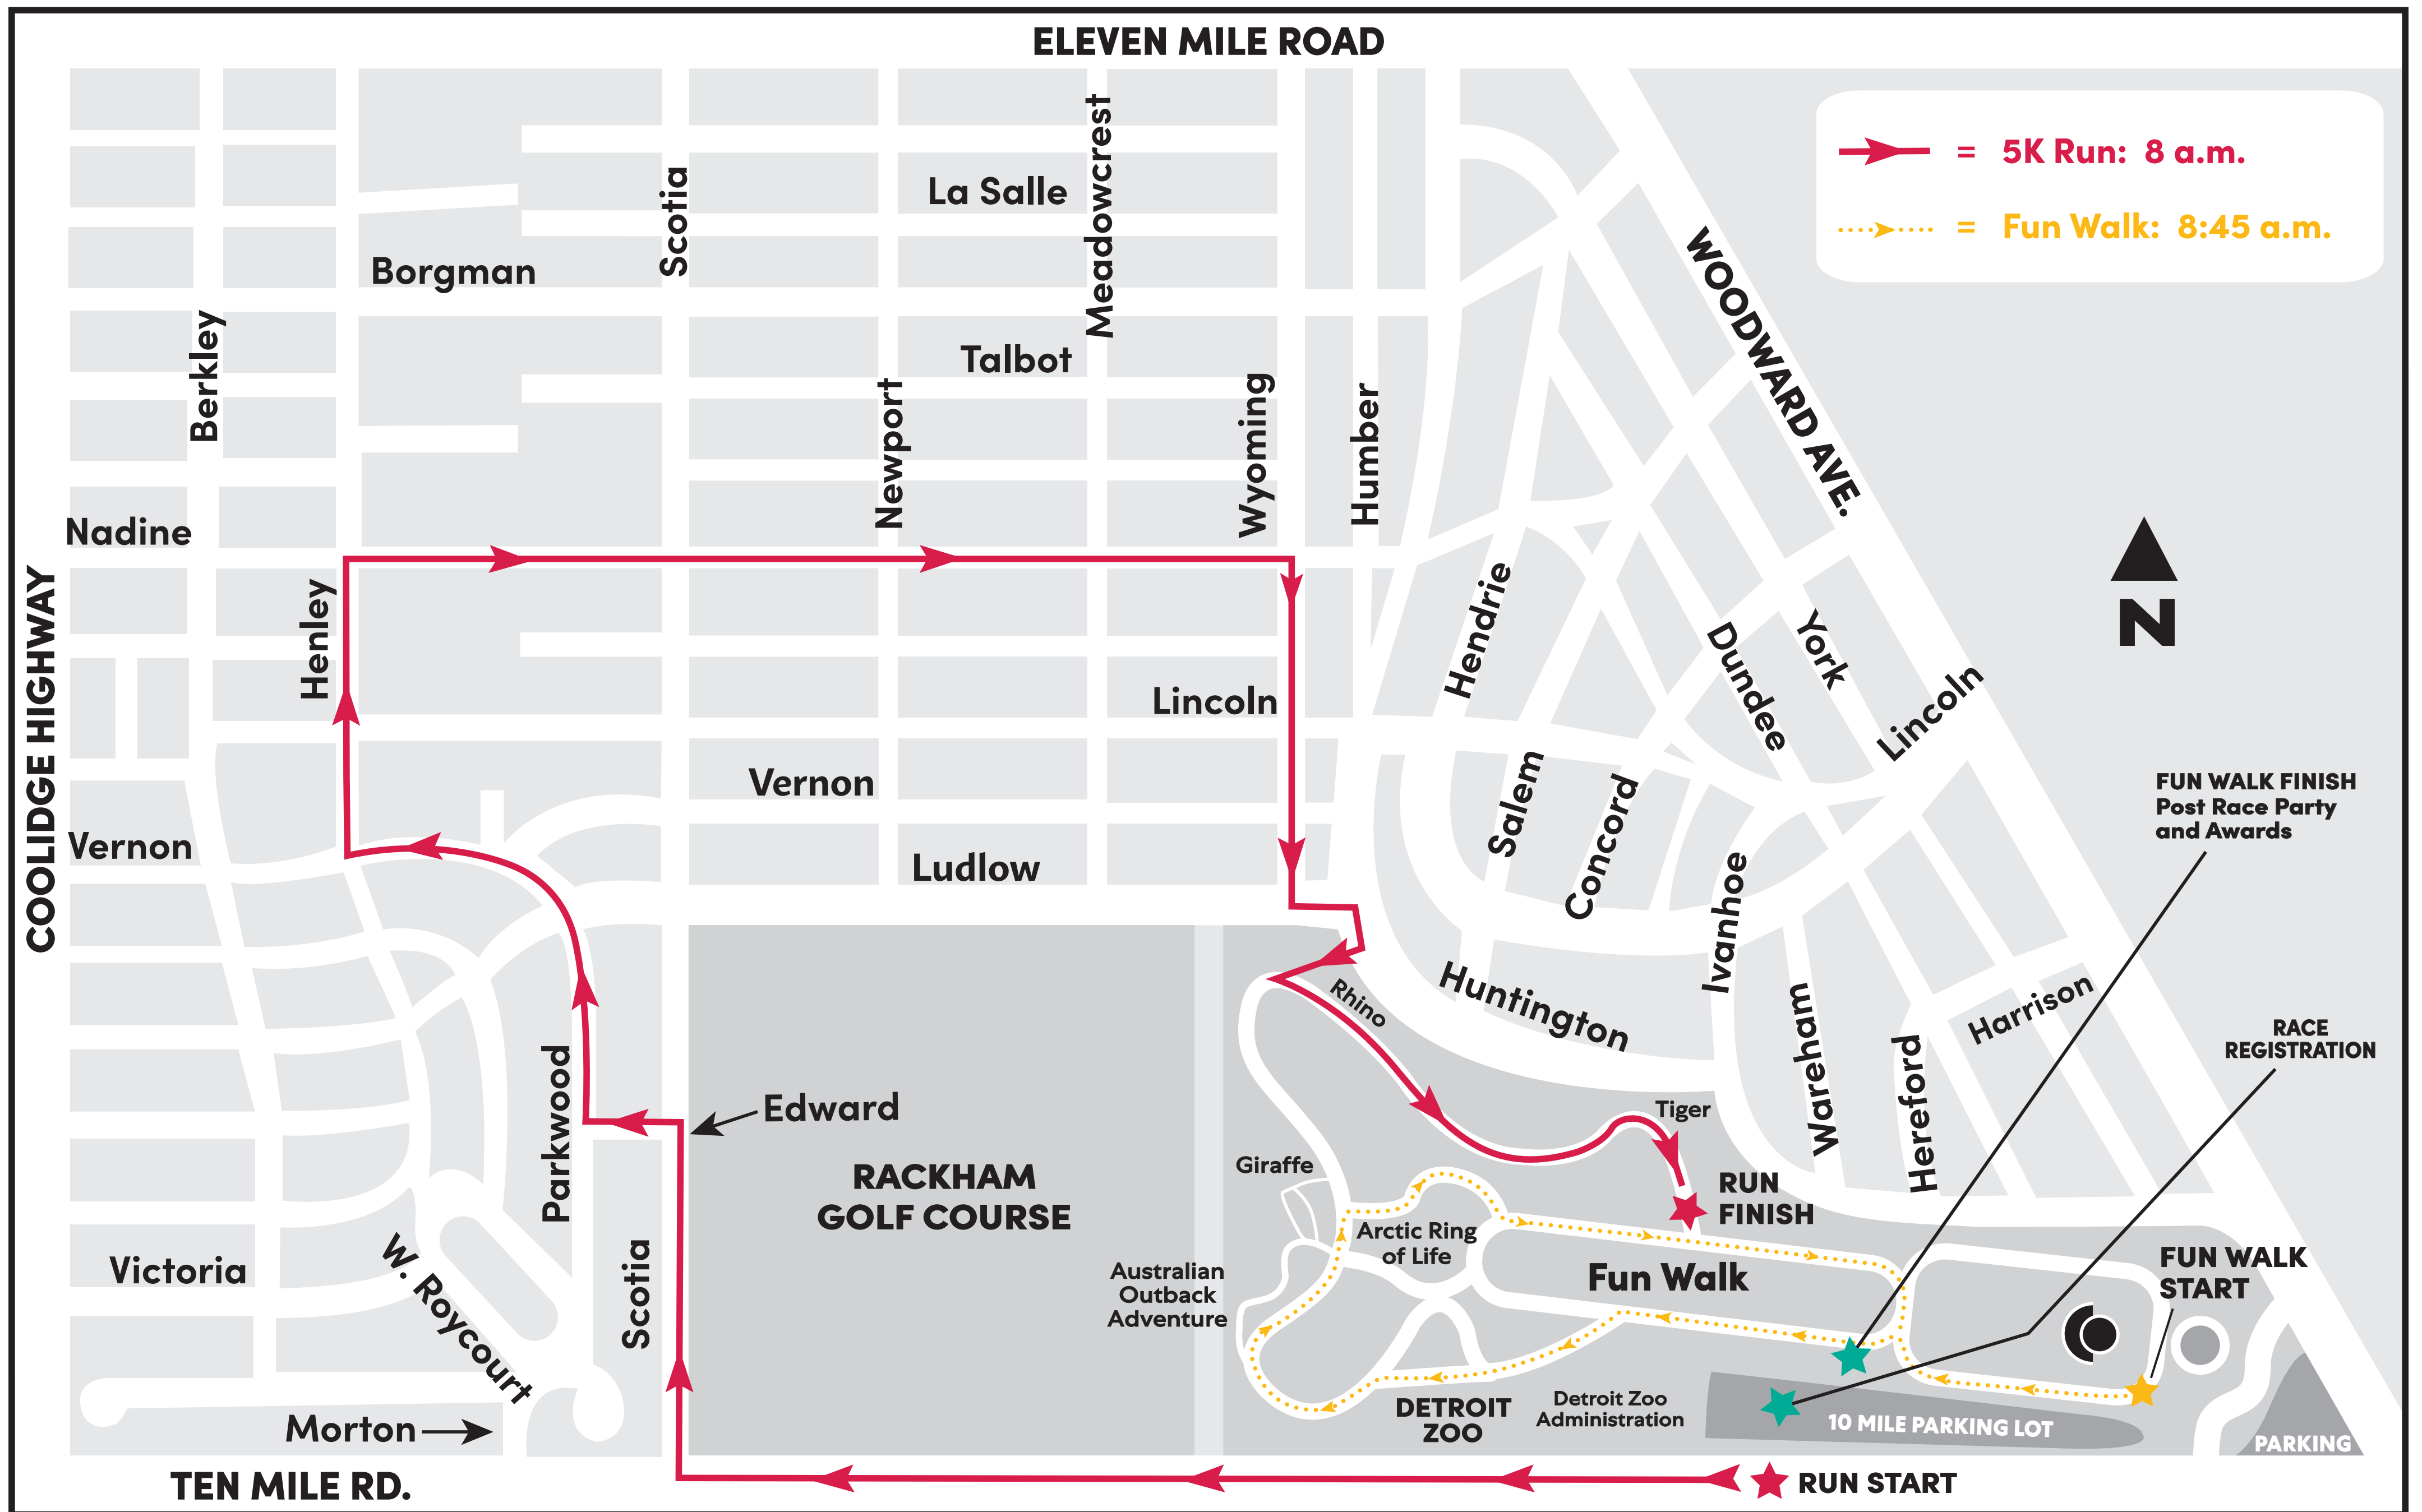 ELEVEN MILE ROAD
= 5K Run: 8 a.m.
= Fun Walk: 8:45 a.m.
La Salle
Scotia
Meadowcrest
Borgman
WOODWARD AVE.
Berkley
Talbot
Newport
Wyoming
Humber
Nadine
COOLIDGE HIGHWAY
Henley
Hendrie
N
Dundee
York
Lincoln
Lincoln
Vernon
Salem
Concord
FUN WALK FINISH
Post Race Party
and Awards
Vernon
Ludlow
Ivanhoe
Huntington
Rhino
Wareham
Hereford
Harrison
RACE
REGISTRATION
Parkwood
Edward
Tiger
RACKHAM
GOLF COURSE
Giraffe
RUN
FINISH
Arctic Ring
of Life
Victoria
W. Roycourt
Scotia
Australian
Outback
Adventure
Fun Walk
FUN WALK
START
Morton
DETROIT
ZOO
Detroit Zoo
Administration
10 MILE PARKING LOT
PARKING
TEN MILE RD.
RUN START